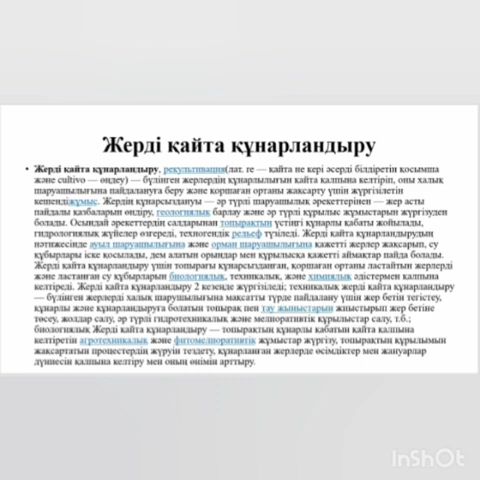 Жерді қайта құнарландыру
• Жерді қайта құнарландыру, рекультивация(лат. re — қайта не кері әсерді білдіретін қосымша
және cultivo — өңдеу) — бүлінген жерлердің құнарлылығын қайта қалпына келтіріп, оны халық
шаруашылығына пайдалануға беру және қоршаған ортаны жақсарту үшін жүргізілетін
кешендіжұмыс. Жердің құнарсыздануы — әр түрлі шаруашылық әрекеттерінен — жер асты
пайдалы қазбаларын өндіру, геологиялық барлау және әр түрлі құрылыс жұмыстарын жүргізуден
болады. Осындай әрекеттердің салдарынан топырақтың үстіңгі құнарлы қабаты жойылады,
гидрологиялық жүйелер өзгереді, техногендік рельеф түзіледі. Жерді қайта құнарландырудың
нәтижесінде ауыл шаруашылығына және орман шаруашылығына қажетті жерлер жақсарып, су
құбырлары іске қосылады, дем алатын орындар мен құрылысқа қажетті аймақтар пайда болады.
Жерді қайта құнарландыру үшін топырағы құнарсызданған, қоршаған ортаны ластайтын жерлерді
және ластанған су құбырларын биологиялық, техникалық, және химиялық әдістермен қалпына
келтіреді. Жерді қайта құнарландыру 2 кезеңде жүргізіледі; техникалық жерді қайта құнарландыру
— бүлінген жерлерді халық шаруашылығына мақсатты түрде пайдалану үшін жер бетін тегістеу,
құнарлы және құнарландыруға болатын топырақ пен тау жыныстарын жиыстырып жер бетіне
төсеу, жолдар салу, әр түрлі гидротехникалық және мелиоративтік құрылыстар салу, т.б.;
биологиялық Жерді қайта құнарландыру — топырақтың құнарлы қабатын қалпына
келтіретін агротехникалық және фитомелиоративтік жұмыстар жүргізу, топырақтың құрылымын
жақсартатын процестердің жүруін тездету, құнарланған жерлерде өсімдіктер мен жануарлар
дүниесін қалпына келтіру мен оның өнімін арттыру.
InShOt